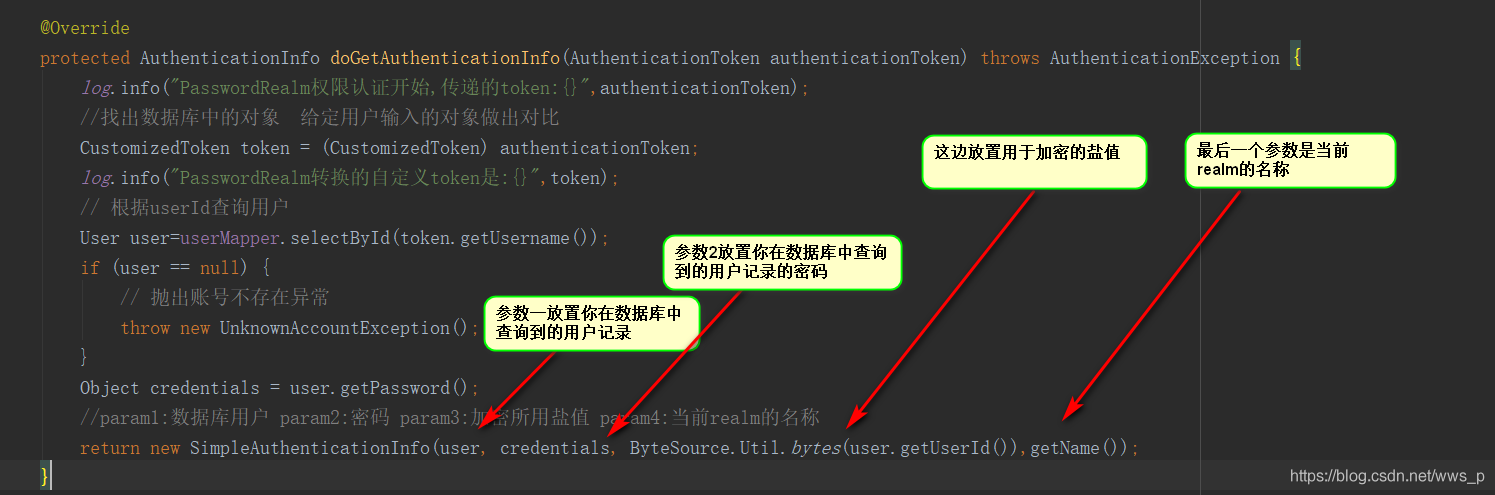 @Override
protected AuthenticationInfo doGetAuthenticationInfo(AuthenticationToken authenticationToken) throws AuthenticationException {
log.info("PasswordRealm权限认证开始,传递的token:{}",authenticationToken);
//找出数据库中的对象 给定用户输入的对象做出对比
CustomizedToken token = (CustomizedToken) authenticationToken;
log.info("PasswordRealm转换的自定义token是:{}",token);
// 根据userId查询用户
User user=userMapper.selectById(token.getUsername());
if (user == null) {
// 抛出账号不存在异常
throw new UnknownAccountException();
}
Object credentials = user.getPassword();
//param1:数据库用户 param2:密码 param3:加密所用盐值 param4:当前realm的名称
return new SimpleAuthenticationInfo(user, credentials, ByteSource.Util.bytes(user.getUserId()),getName());
}
参数一放置你在数据库中
查询到的用户记录
参数2放置你在数据库中查询
到的用户记录的密码
这边放置用于加密的盐值
最后一个参数是当前
realm的名称
https://blog.csdn.net/wws_p